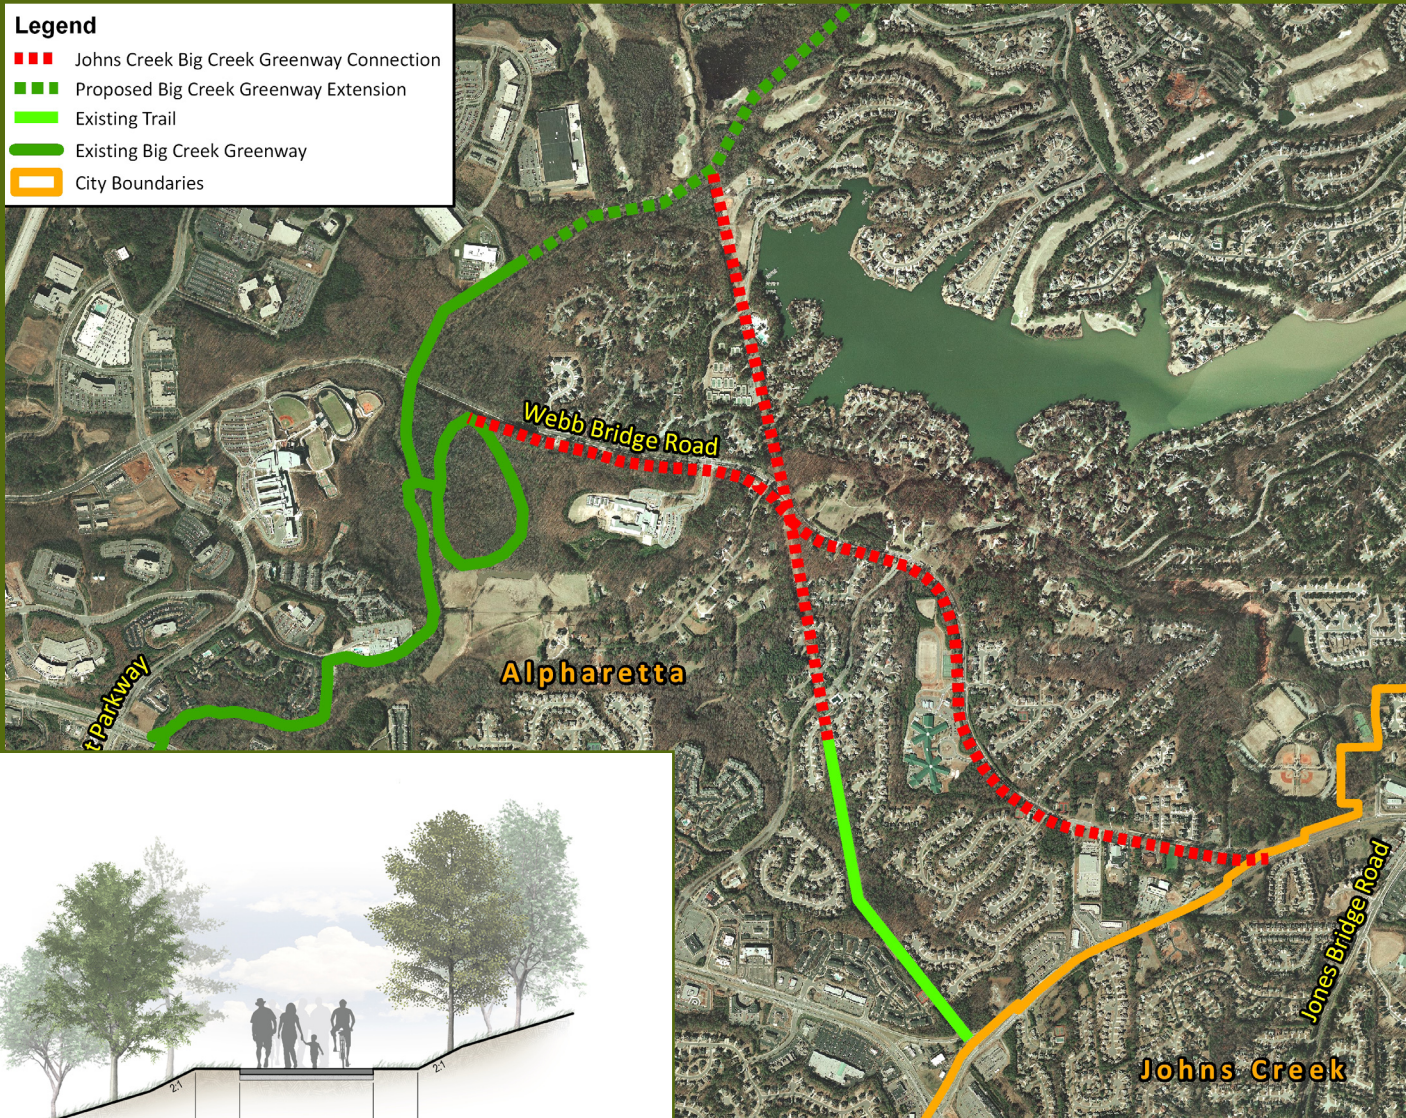 Legend
Johns Creek Big Creek Greenway Connection
Proposed Big Creek Greenway Extension
Existing Trail
Existing Big Creek Greenway
City Boundaries
Webb Bridge Road
Alpharetta
t Parkway
Jones Bridge Road
Johns Creek
2:1
2:1